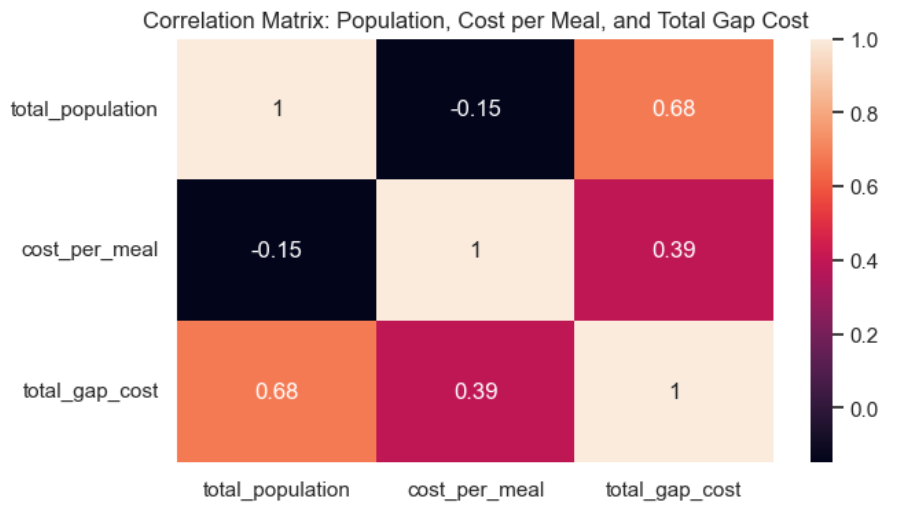 Correlation Matrix: Population, Cost per Meal, and Total Gap Cost
total_population 1 -0.15 0.68
cost_per_meal -0.15 1 0.39
total_gap_cost 0.68 0.39 1
total_population cost_per_meal total_gap_cost
1.0
0.8
0.6
0.4
0.2
0.0